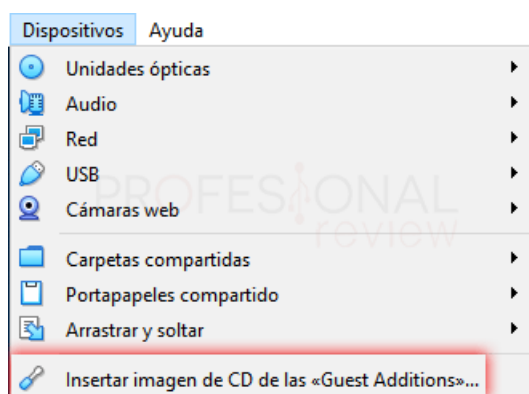 Dispositivos Ayuda
Unidades ópticas
Audio
Red
USB
Cámaras web
PROFESIONAL
review
Carpetas compartidas
Portapapeles compartido
Arrastrar y soltar
Insertar imagen de CD de las «Guest Additions»...